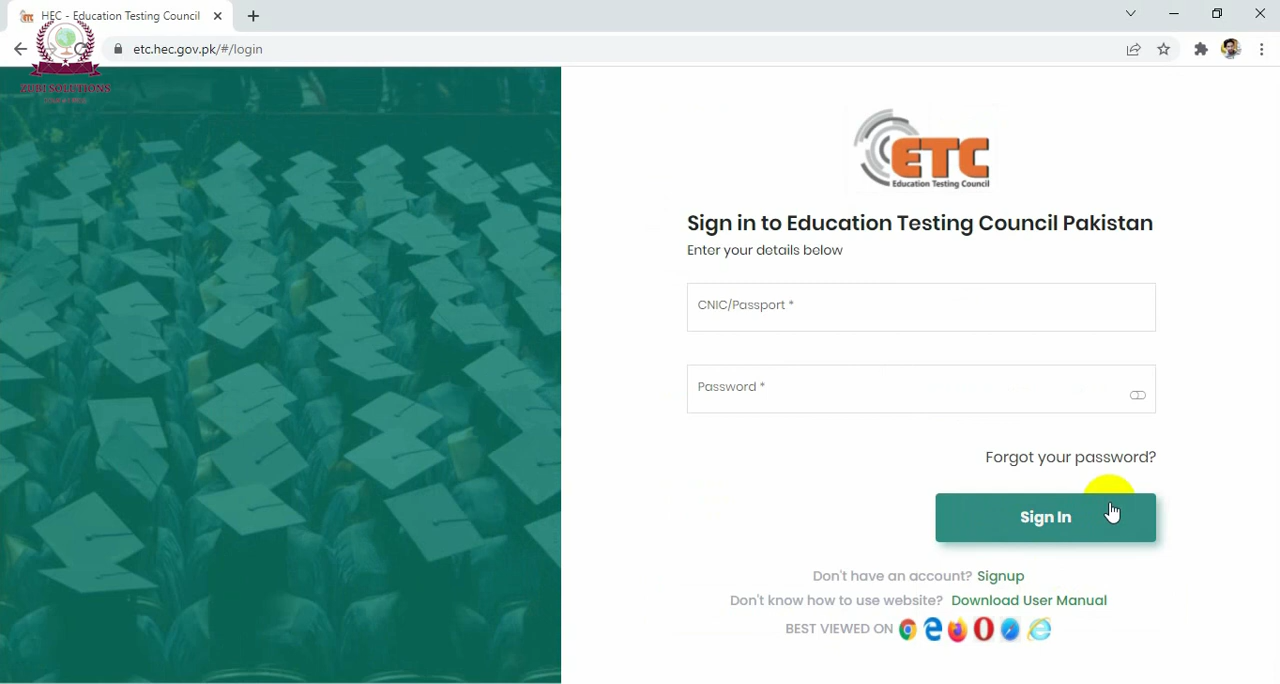 HEC - Education Testing Council
etc.hec.gov.pk/#/login
ZUBI SOLUTIONS
ETC
Education Testing Council
Sign in to Education Testing Council Pakistan
Enter your details below
CNIC/Passport *
Password *
Forgot your password?
Sign In
Don't have an account? Signup
Don't know how to use website? Download User Manual
BEST VIEWED ON